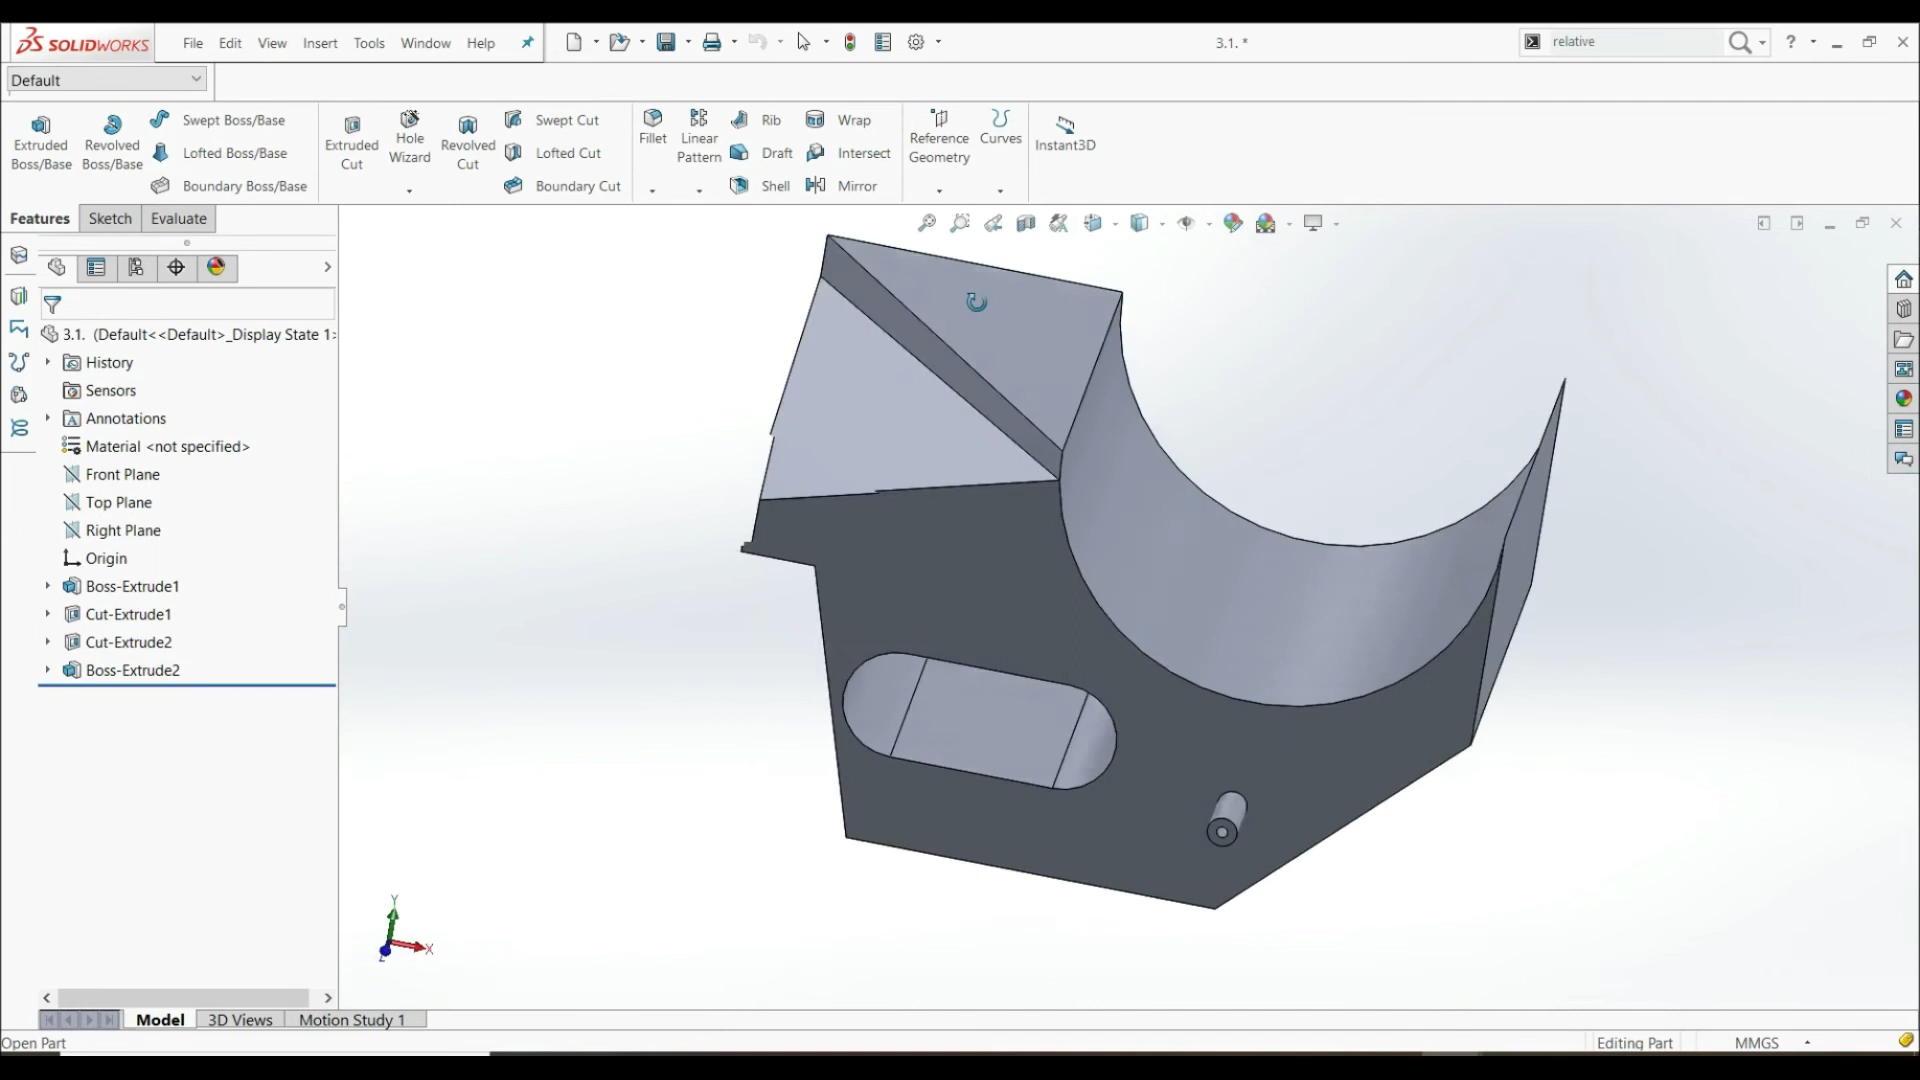 SOLIDWORKS File Edit View Insert Tools Window Help 3.1. * relative ?
Default
Extruded Boss/Base
Revolved Boss/Base
Swept Boss/Base
Lofted Boss/Base
Boundary Boss/Base
Extruded Cut
Hole Wizard
Revolved Cut
Swept Cut
Lofted Cut
Boundary Cut
Fillet
Linear Pattern
Rib
Draft
Shell
Wrap
Intersect
Mirror
Reference Geometry
Curves
Instant3D
Features Sketch Evaluate
3.1. (Default<<Default>_Display State 1>
History
Sensors
Annotations
Material <not specified>
Front Plane
Top Plane
Right Plane
Origin
Boss-Extrude1
Cut-Extrude1
Cut-Extrude2
Boss-Extrude2
Y
X
Z
Model 3D Views Motion Study 1
Open Part Editing Part MMGS